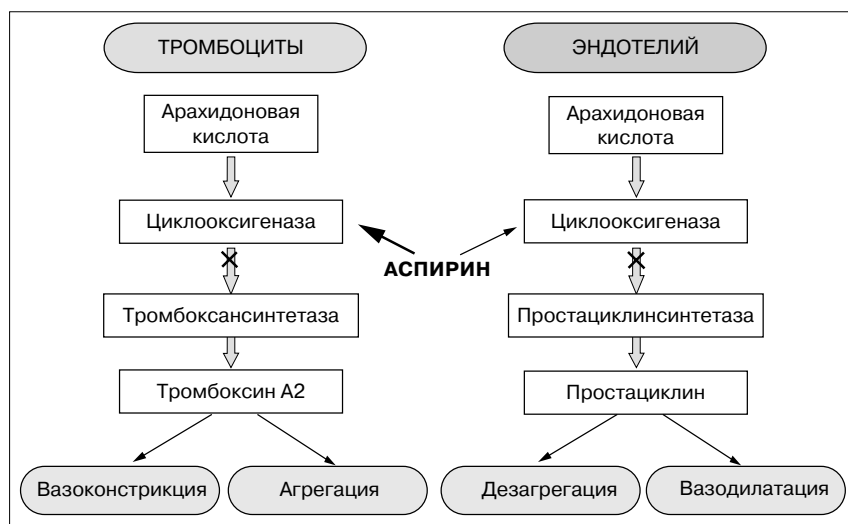 ТРОМБОЦИТЫ
ЭНДОТЕЛИЙ
Арахидоновая
кислота
Арахидоновая
кислота
Циклооксигеназа
Циклооксигеназа
АСПИРИН
Тромбоксансинтетаза
Простациклинсинтетаза
Тромбоксин А2
Простациклин
Вазоконстрикция
Агрегация
Дезагрегация
Вазодилатация